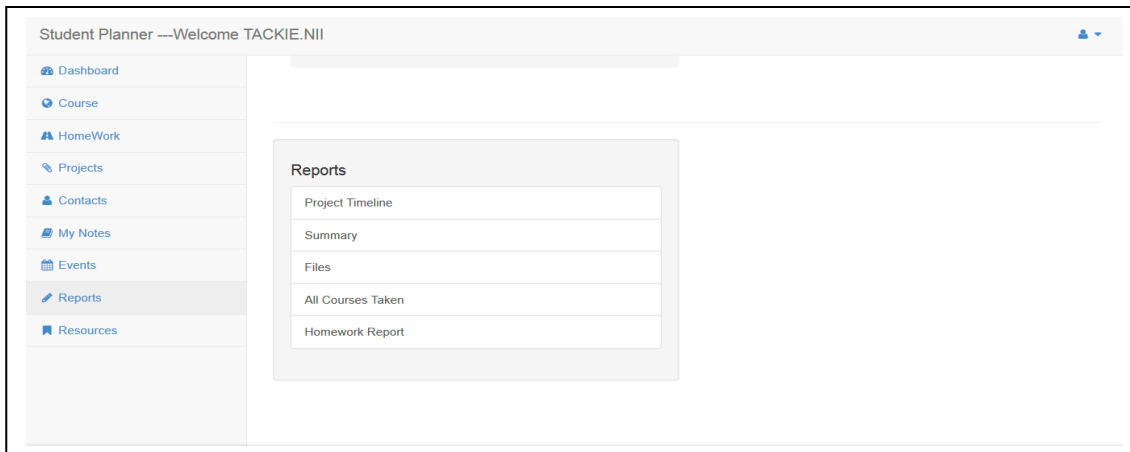 Student Planner ---Welcome TACKIE.NII
Dashboard
Course
HomeWork
Projects
Contacts
My Notes
Events
Reports
Resources
Reports
Project Timeline
Summary
Files
All Courses Taken
Homework Report